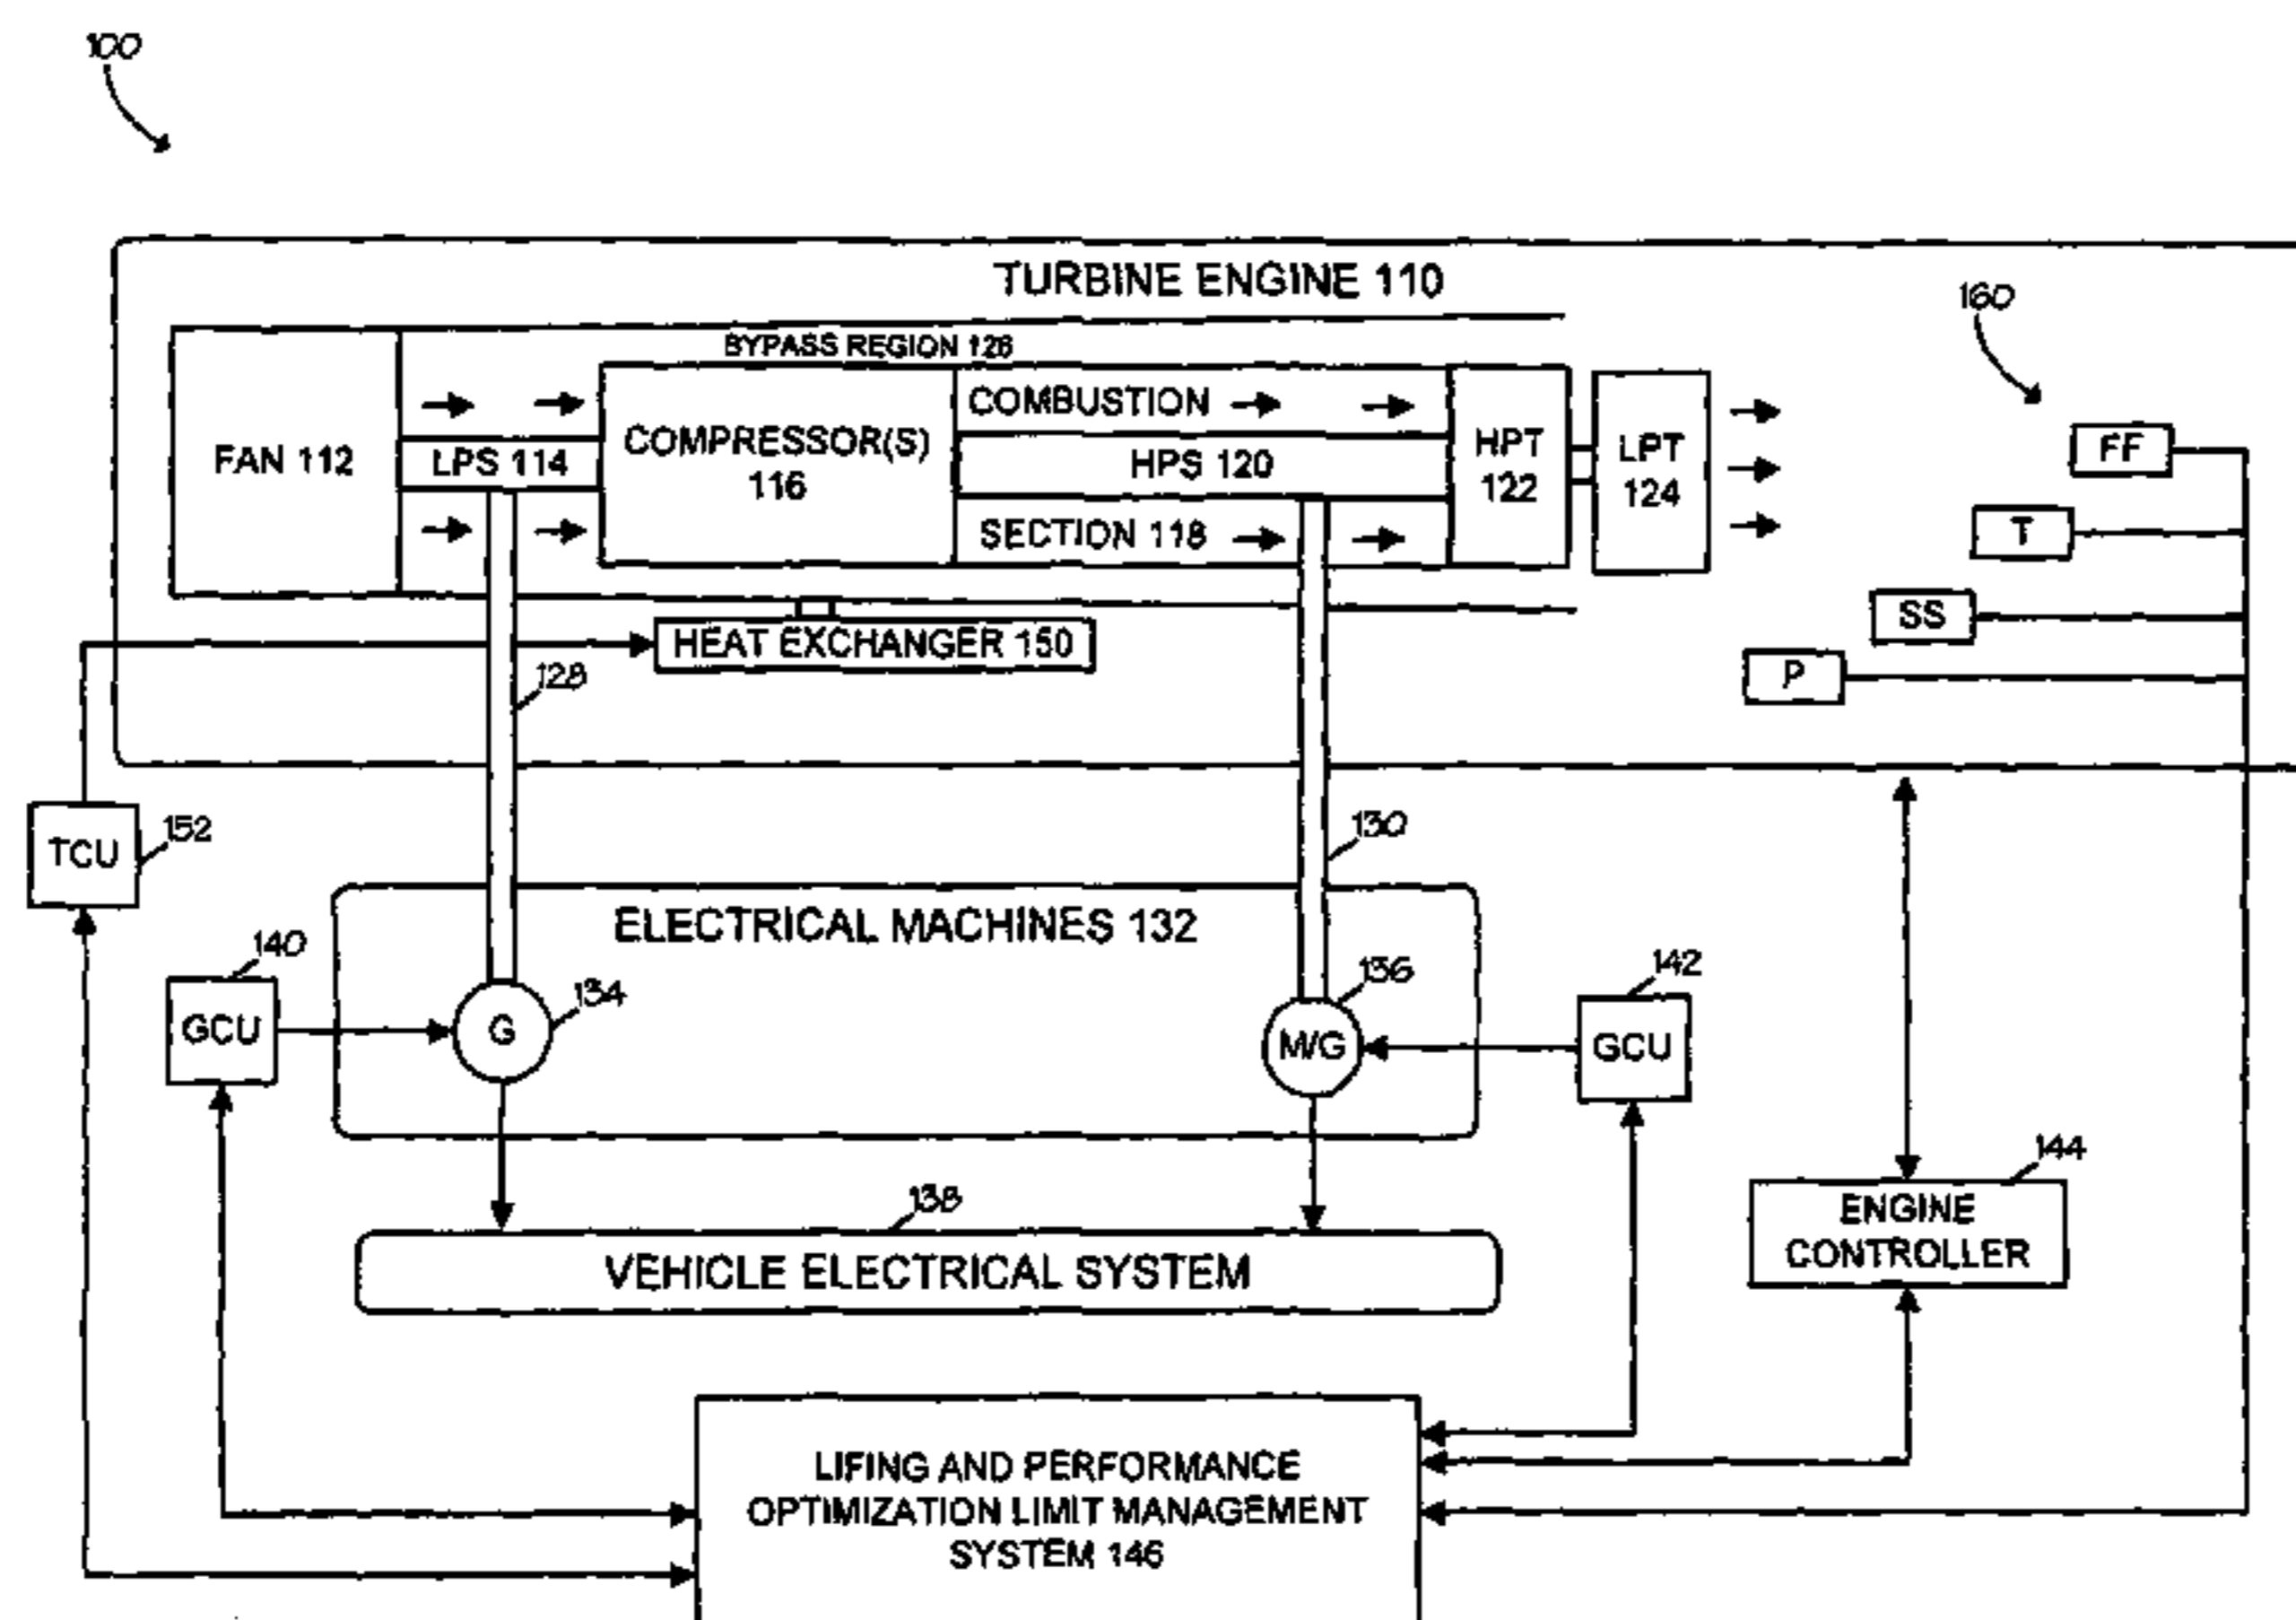 100
TURBINE ENGINE 110
160
BYPASS REGION 126
FAN 112
LPS 114
COMPRESSOR(S)
116
COMBUSTION
HPS 120
SECTION 118
HPT
122
LPT
124
FF
T
SS
P
HEAT EXCHANGER 150
128
TCU
152
130
ELECTRICAL MACHINES 132
140
GCU
G
134
M/G
136
142
GCU
144
ENGINE
CONTROLLER
138
VEHICLE ELECTRICAL SYSTEM
LIFING AND PERFORMANCE
OPTIMIZATION LIMIT MANAGEMENT
SYSTEM 146